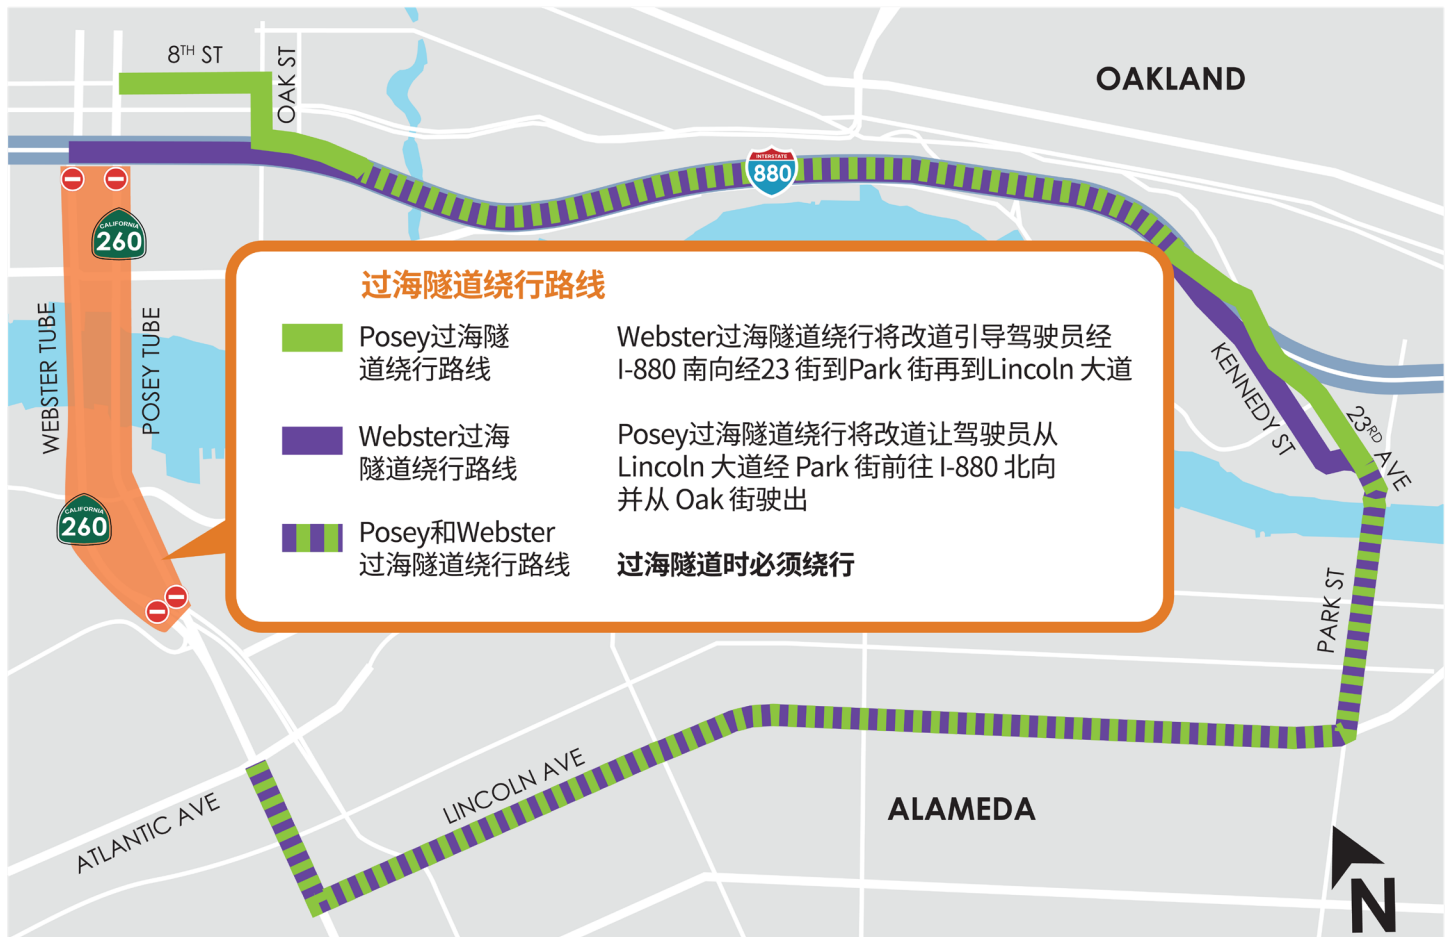 8TH ST
OAK ST
OAKLAND
INTERSTATE
880
CALIFORNIA
260
WEBSTER TUBE
POSEY TUBE
过海隧道绕行路线
Posey过海隧
道绕行路线
Webster过海隧道绕行将改道引导驾驶员经
I-880 南向经23 街到Park 街再到Lincoln 大道
Webster过海
隧道绕行路线
Posey过海隧道绕行将改道让驾驶员从
Lincoln 大道经 Park 街前往 I-880 北向
并从 Oak 街驶出
Posey和Webster
过海隧道绕行路线
过海隧道时必须绕行
KENNEDY ST
23RD AVE
CALIFORNIA
260
PARK ST
LINCOLN AVE
ATLANTIC AVE
ALAMEDA
N